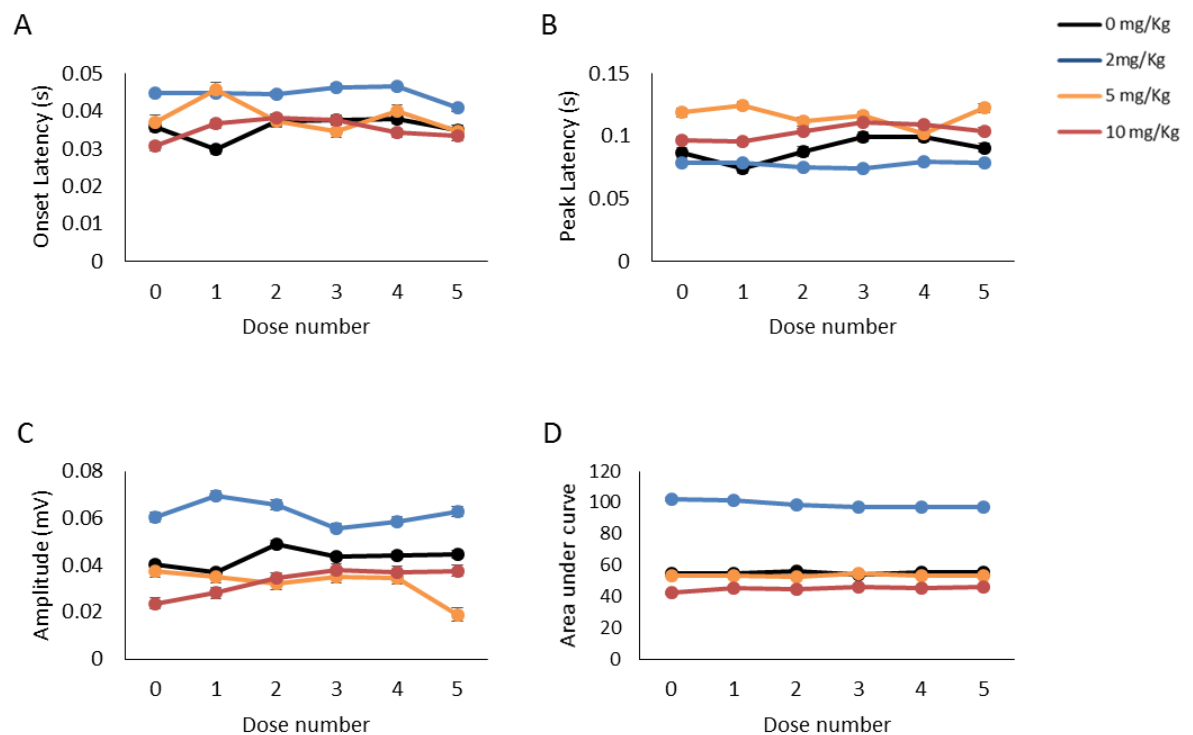 A
Onset Latency (s)
0.05
0.04
0.03
0.02
0.01
0
0 1 2 3 4 5
Dose number
B
Peak Latency (s)
0.15
0.1
0.05
0
0 1 2 3 4 5
Dose number
0 mg/Kg
2mg/Kg
5 mg/Kg
10 mg/Kg
C
Amplitude (mV)
0.08
0.06
0.04
0.02
0
0 1 2 3 4 5
Dose number
D
Area under curve
120
100
80
60
40
20
0
0 1 2 3 4 5
Dose number